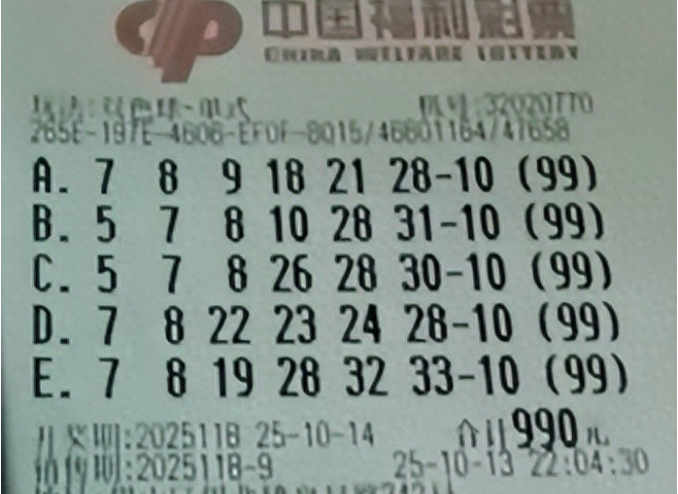 中国福利彩票
CHINA WELFARE LOTTERY
玩法:双色球-单式 机号:32020770
265E-197E-4606-EF0F-8015/46801164/47658
A. 7 8 9 18 21 28-10 (99)
B. 5 7 8 10 28 31-10 (99)
C. 5 7 8 26 28 30-10 (99)
D. 7 8 22 23 24 28-10 (99)
E. 7 8 19 28 32 33-10 (99)
开奖期:2025118 25-10-14 合计990元
销售期:2025118-9 25-10-13 22:04:30